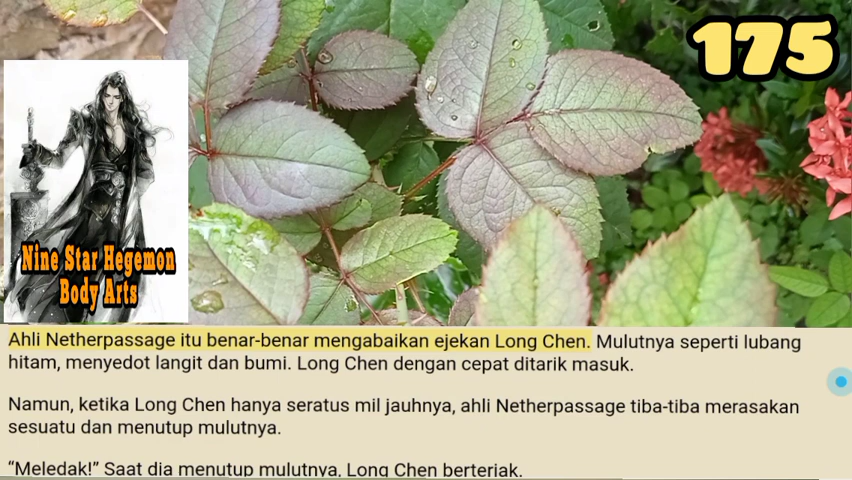 175
Nine Star Hegemon
Body Arts
Ahli Netherpassage itu benar-benar mengabaikan ejekan Long Chen. Mulutnya seperti lubang
hitam, menyedot langit dan bumi. Long Chen dengan cepat ditarik masuk.
Namun, ketika Long Chen hanya seratus mil jauhnya, ahli Netherpassage tiba-tiba merasakan
sesuatu dan menutup mulutnya.
“Meledak!” Saat dia menutup mulutnya, Long Chen berteriak.